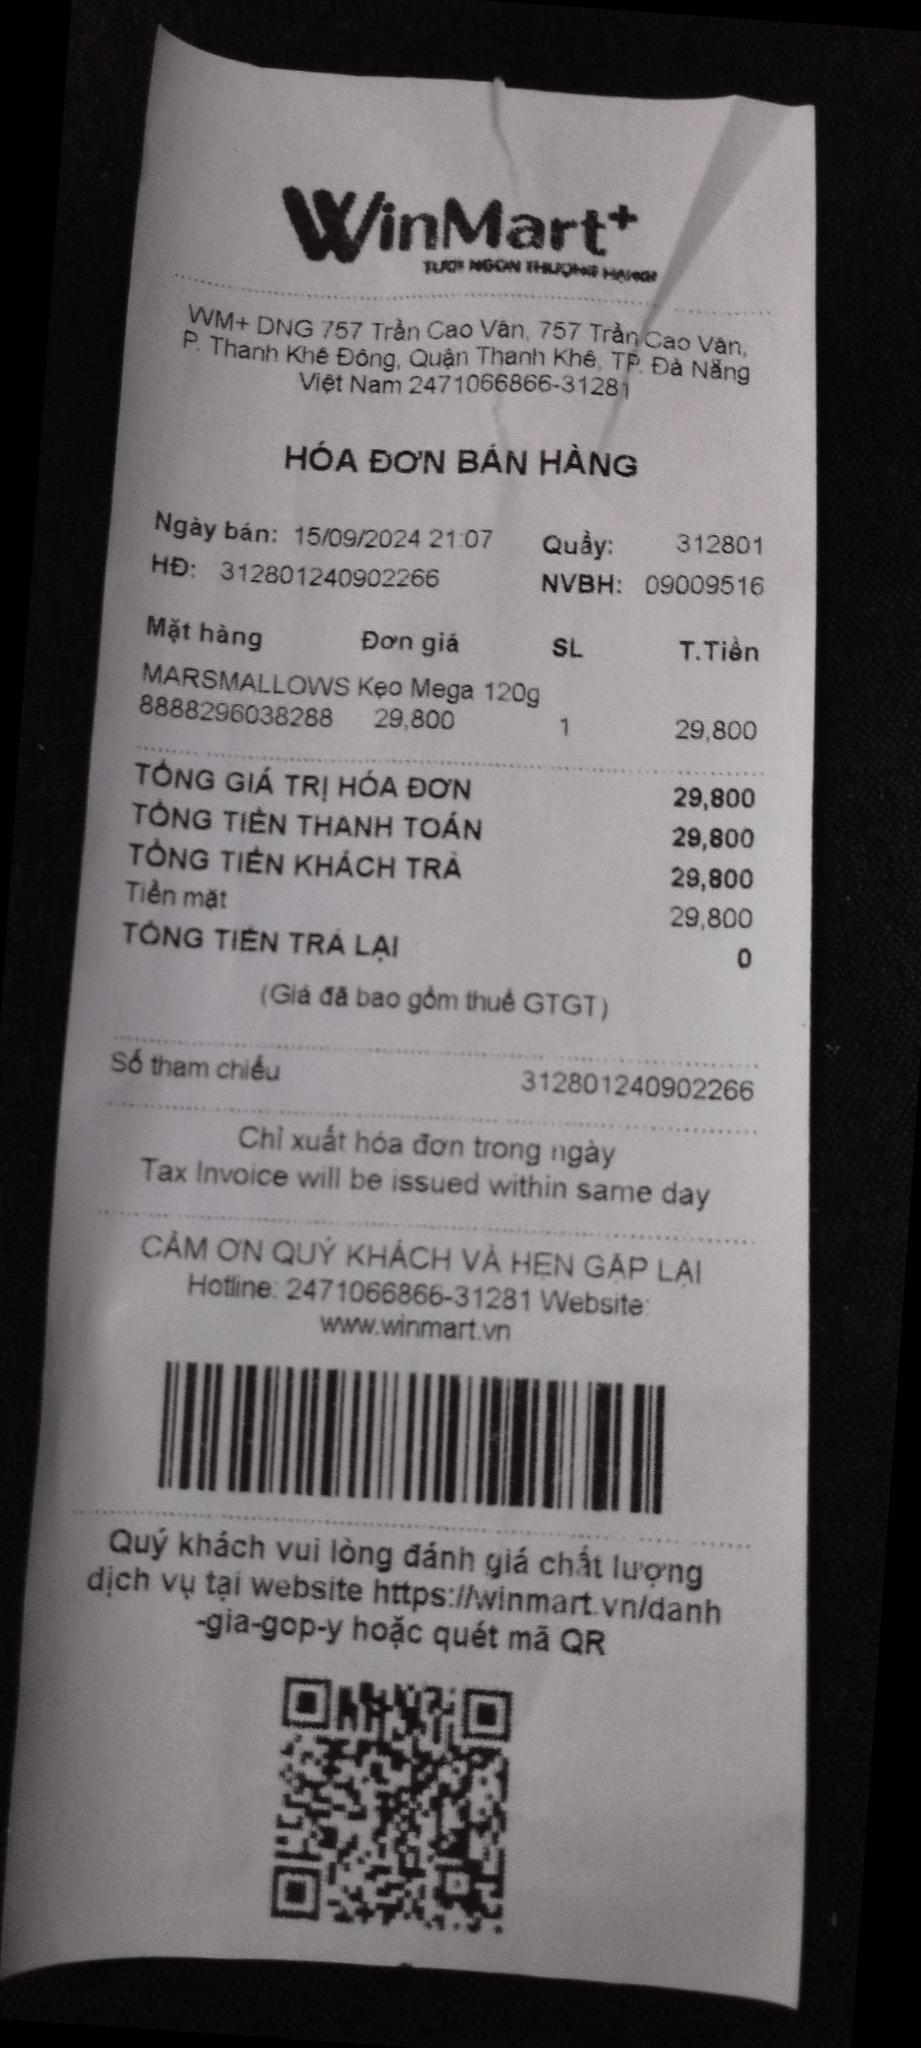 WinMart+
TƯƠI NGON THƯỢNG HẠNG
WM+ DNG 757 Trần Cao Vân, 757 Trần Cao Vân,
P. Thanh Khê Đông, Quận Thanh Khê, TP. Đà Nẵng
Việt Nam 2471066866-31281
HÓA ĐƠN BÁN HÀNG
Ngày bán: 15/09/2024 21:07 Quầy: 312801
HĐ: 312801240902266 NVBH: 09009516
Mặt hàng Đơn giá SL T.Tiền
MARSMALLOWS Kẹo Mega 120g
8888296038288 29,800 1 29,800
TỔNG GIÁ TRỊ HÓA ĐƠN 29,800
TỔNG TIỀN THANH TOÁN 29,800
TỔNG TIỀN KHÁCH TRẢ 29,800
Tiền mặt 29,800
TỔNG TIỀN TRẢ LẠI 0
(Giá đã bao gồm thuế GTGT)
Số tham chiếu 312801240902266
Chỉ xuất hóa đơn trong ngày
Tax Invoice will be issued within same day
CẢM ƠN QUÝ KHÁCH VÀ HẸN GẶP LẠI
Hotline: 2471066866-31281 Website:
www.winmart.vn
Quý khách vui lòng đánh giá chất lượng
dịch vụ tại website https://winmart.vn/danh
-gia-gop-y hoặc quét mã QR